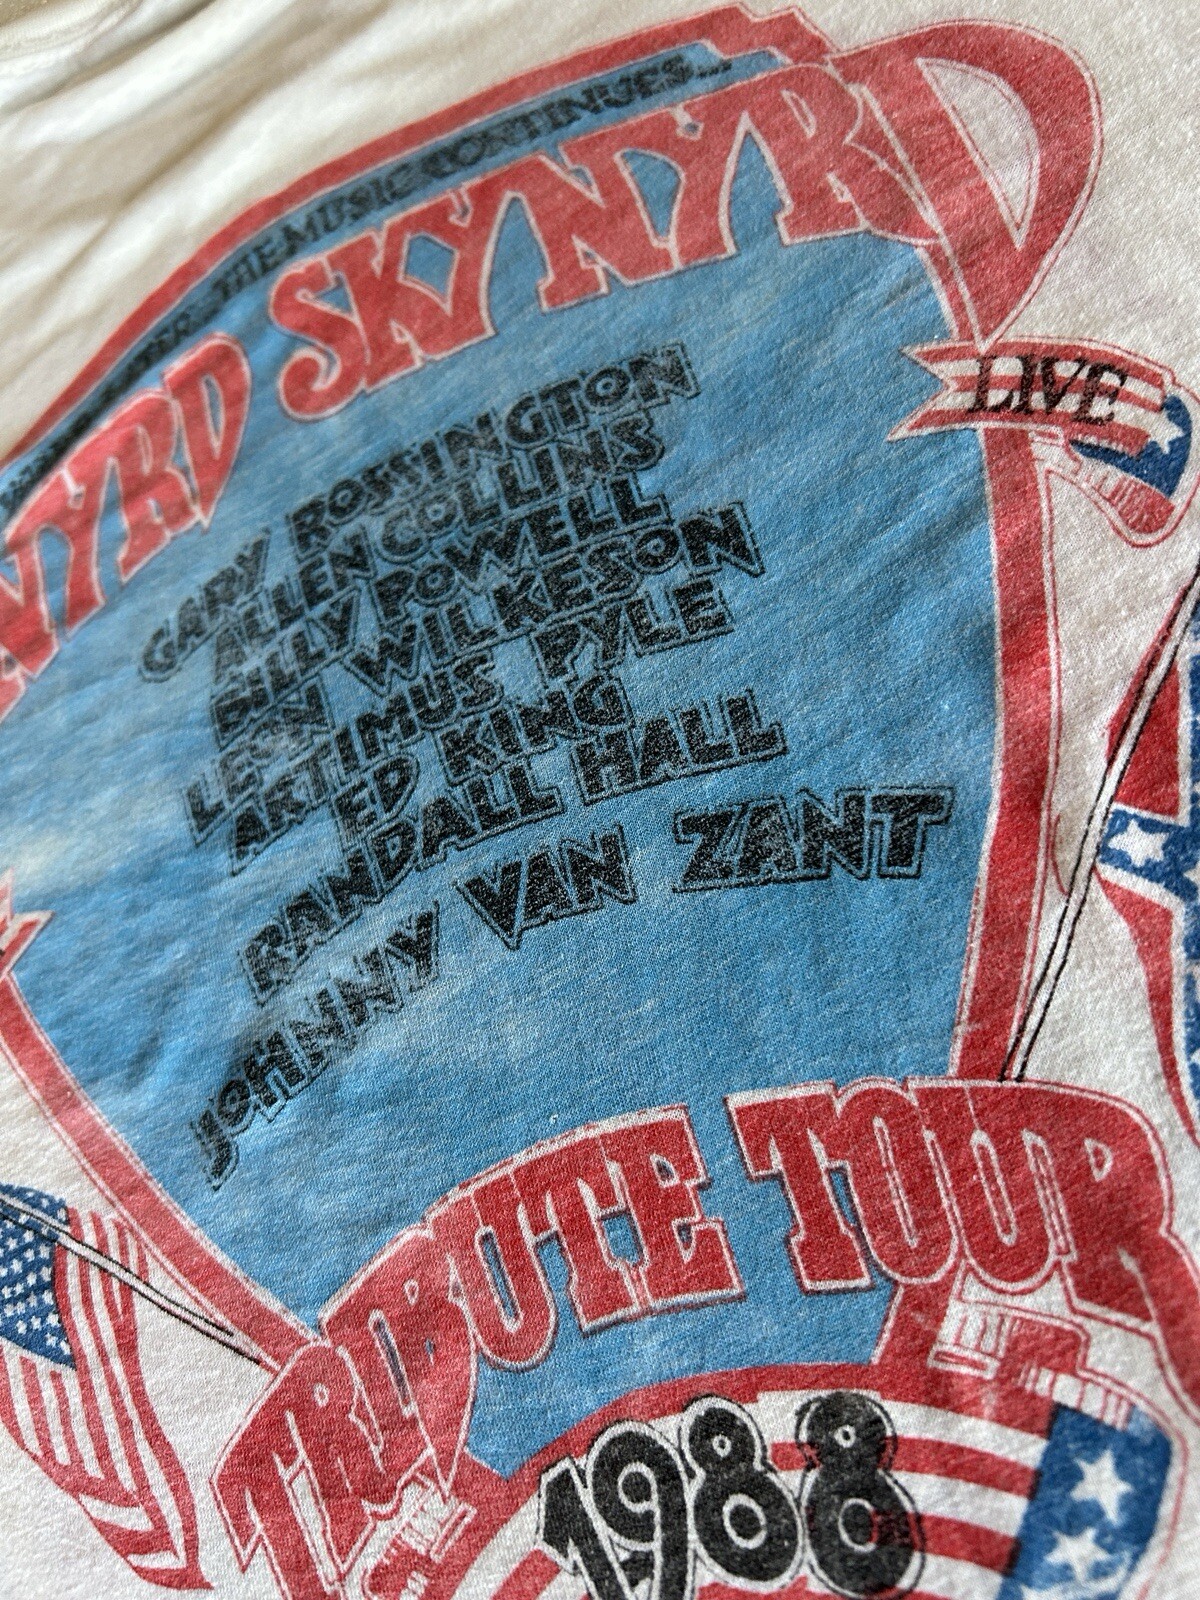 THE MUSIC CONTINUES...
NYRD SKYNYRD
LIVE
GARY ROSSINGTON
ALLEN COLLINS
BILLY POWELL
LEON WILKESON
ARTIMUS PYLE
ED KING
RANDALL HALL
JOHNNY VAN ZANT
TRIBUTE TOUR
1988